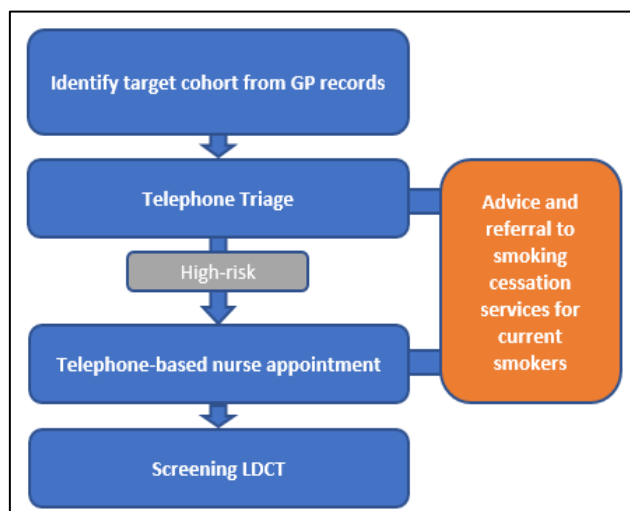 Identify target cohort from GP records
Telephone Triage
High-risk
Telephone-based nurse appointment
Screening LDCT
Advice and
referral to
smoking
cessation
services for
current
smokers